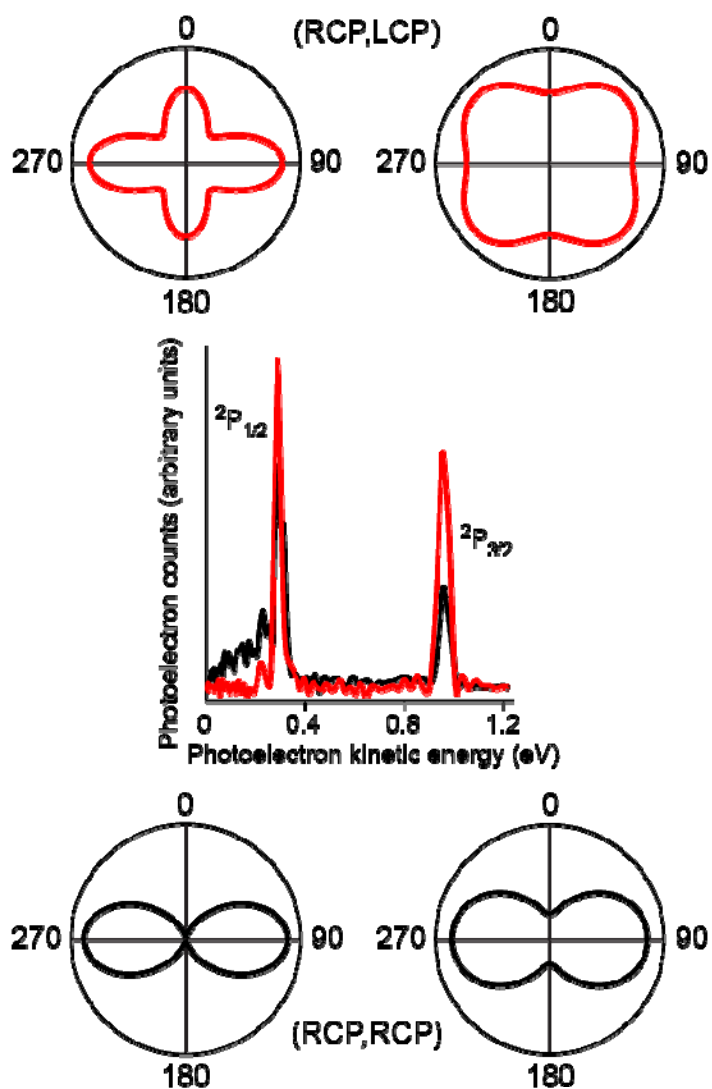 0 (RCP,LCP) 0
270 90 270 90
180 180
Photoelectron counts (arbitrary units)
²P₁/₂
²P₃/₂
0 0.4 0.8 1.2
Photoelectron kinetic energy (eV)
0 0
270 90 270 90
(RCP,RCP)
180 180